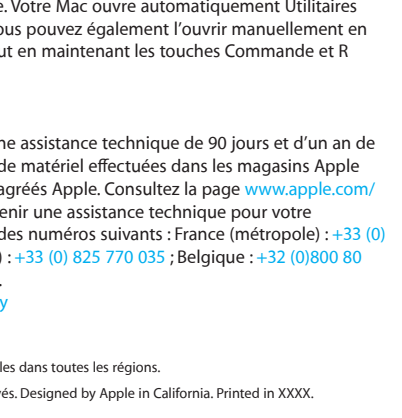 e. Votre Mac ouvre automatiquement Utilitaires
ous pouvez également l'ouvrir manuellement en
ut en maintenant les touches Commande et R
ne assistance technique de 90 jours et d'un an de
de matériel effectuées dans les magasins Apple
agréés Apple. Consultez la page www.apple.com/
enir une assistance technique pour votre
des numéros suivants : France (métropole) : +33 (0)
) : +33 (0) 825 770 035 ; Belgique : +32 (0)800 80
.
y
les dans toutes les régions.
vés. Designed by Apple in California. Printed in XXXX.